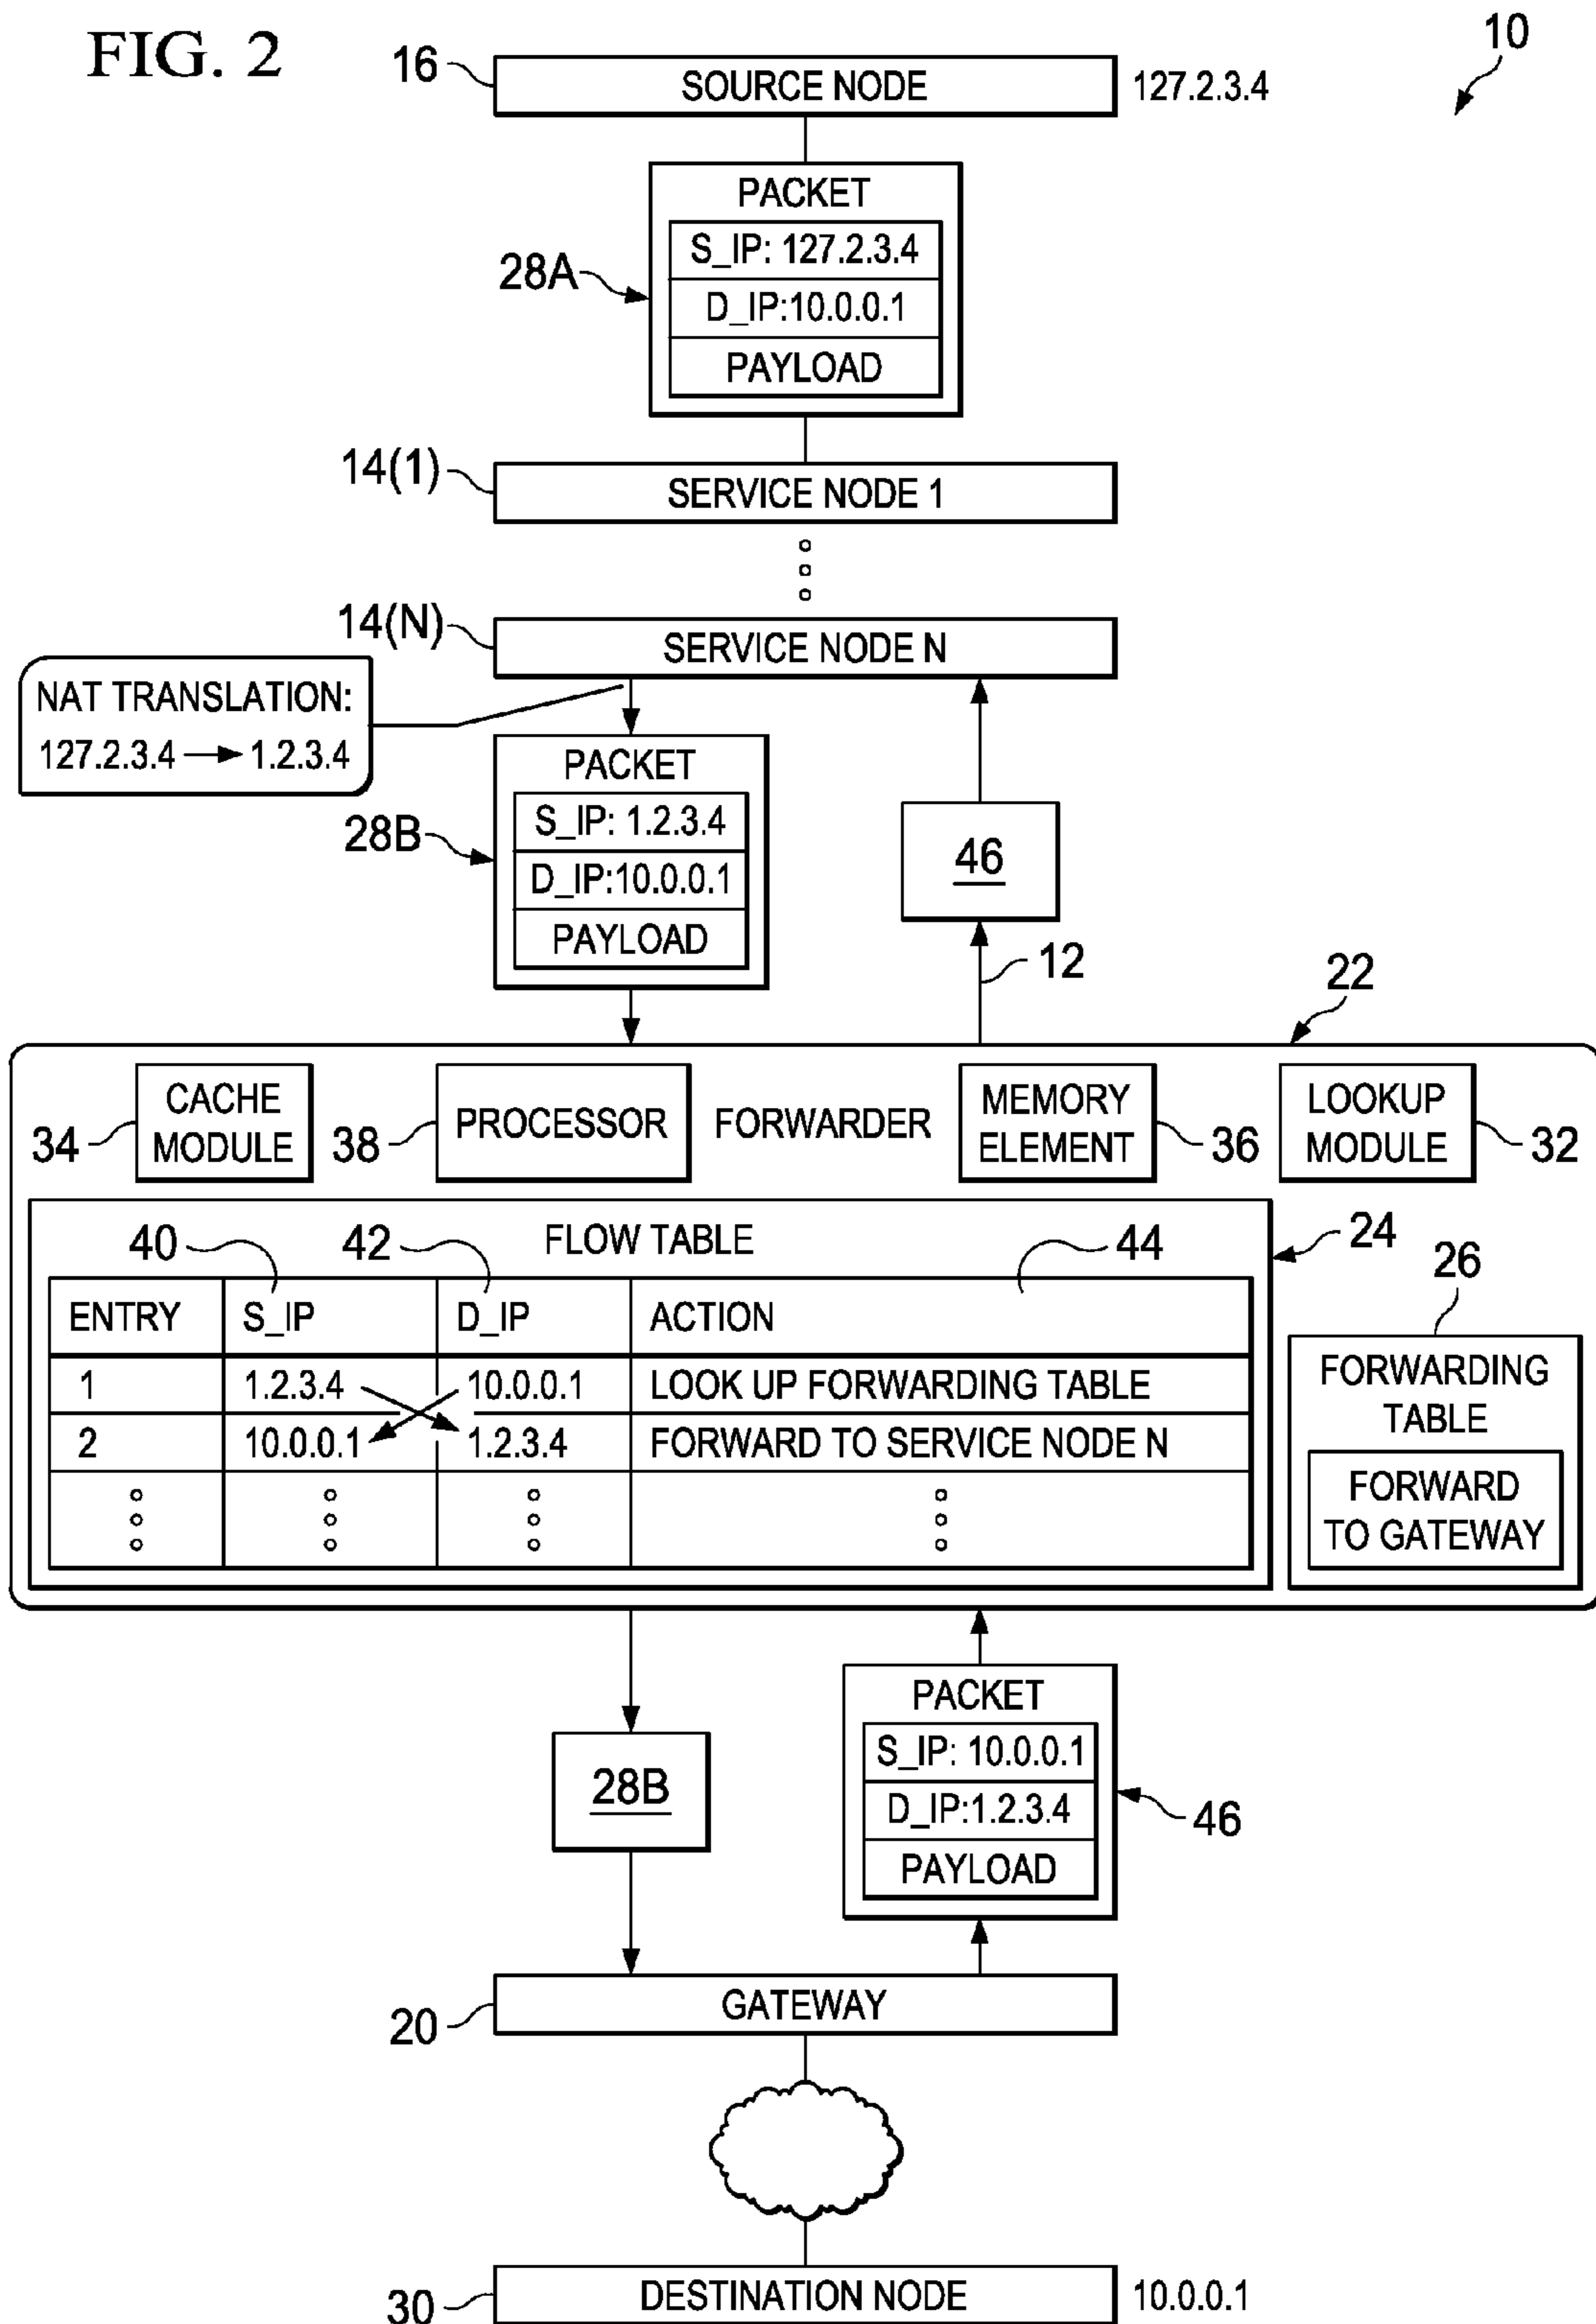 FIG. 2
10
16
SOURCE NODE
127.2.3.4
PACKET
28A
S_IP: 127.2.3.4
D_IP:10.0.0.1
PAYLOAD
14(1)
SERVICE NODE 1
14(N)
SERVICE NODE N
NAT TRANSLATION:
127.2.3.4 → 1.2.3.4
PACKET
28B
S_IP: 1.2.3.4
D_IP:10.0.0.1
PAYLOAD
46
12
22
34
CACHE
MODULE
38
PROCESSOR
FORWARDER
MEMORY
ELEMENT
36
LOOKUP
MODULE
32
40
42
FLOW TABLE
44
24
ENTRY S_IP D_IP ACTION
1 1.2.3.4 10.0.0.1 LOOK UP FORWARDING TABLE
2 10.0.0.1 1.2.3.4 FORWARD TO SERVICE NODE N
26
FORWARDING
TABLE
FORWARD
TO GATEWAY
28B
PACKET
S_IP: 10.0.0.1
D_IP:1.2.3.4
PAYLOAD
46
20
GATEWAY
30
DESTINATION NODE
10.0.0.1